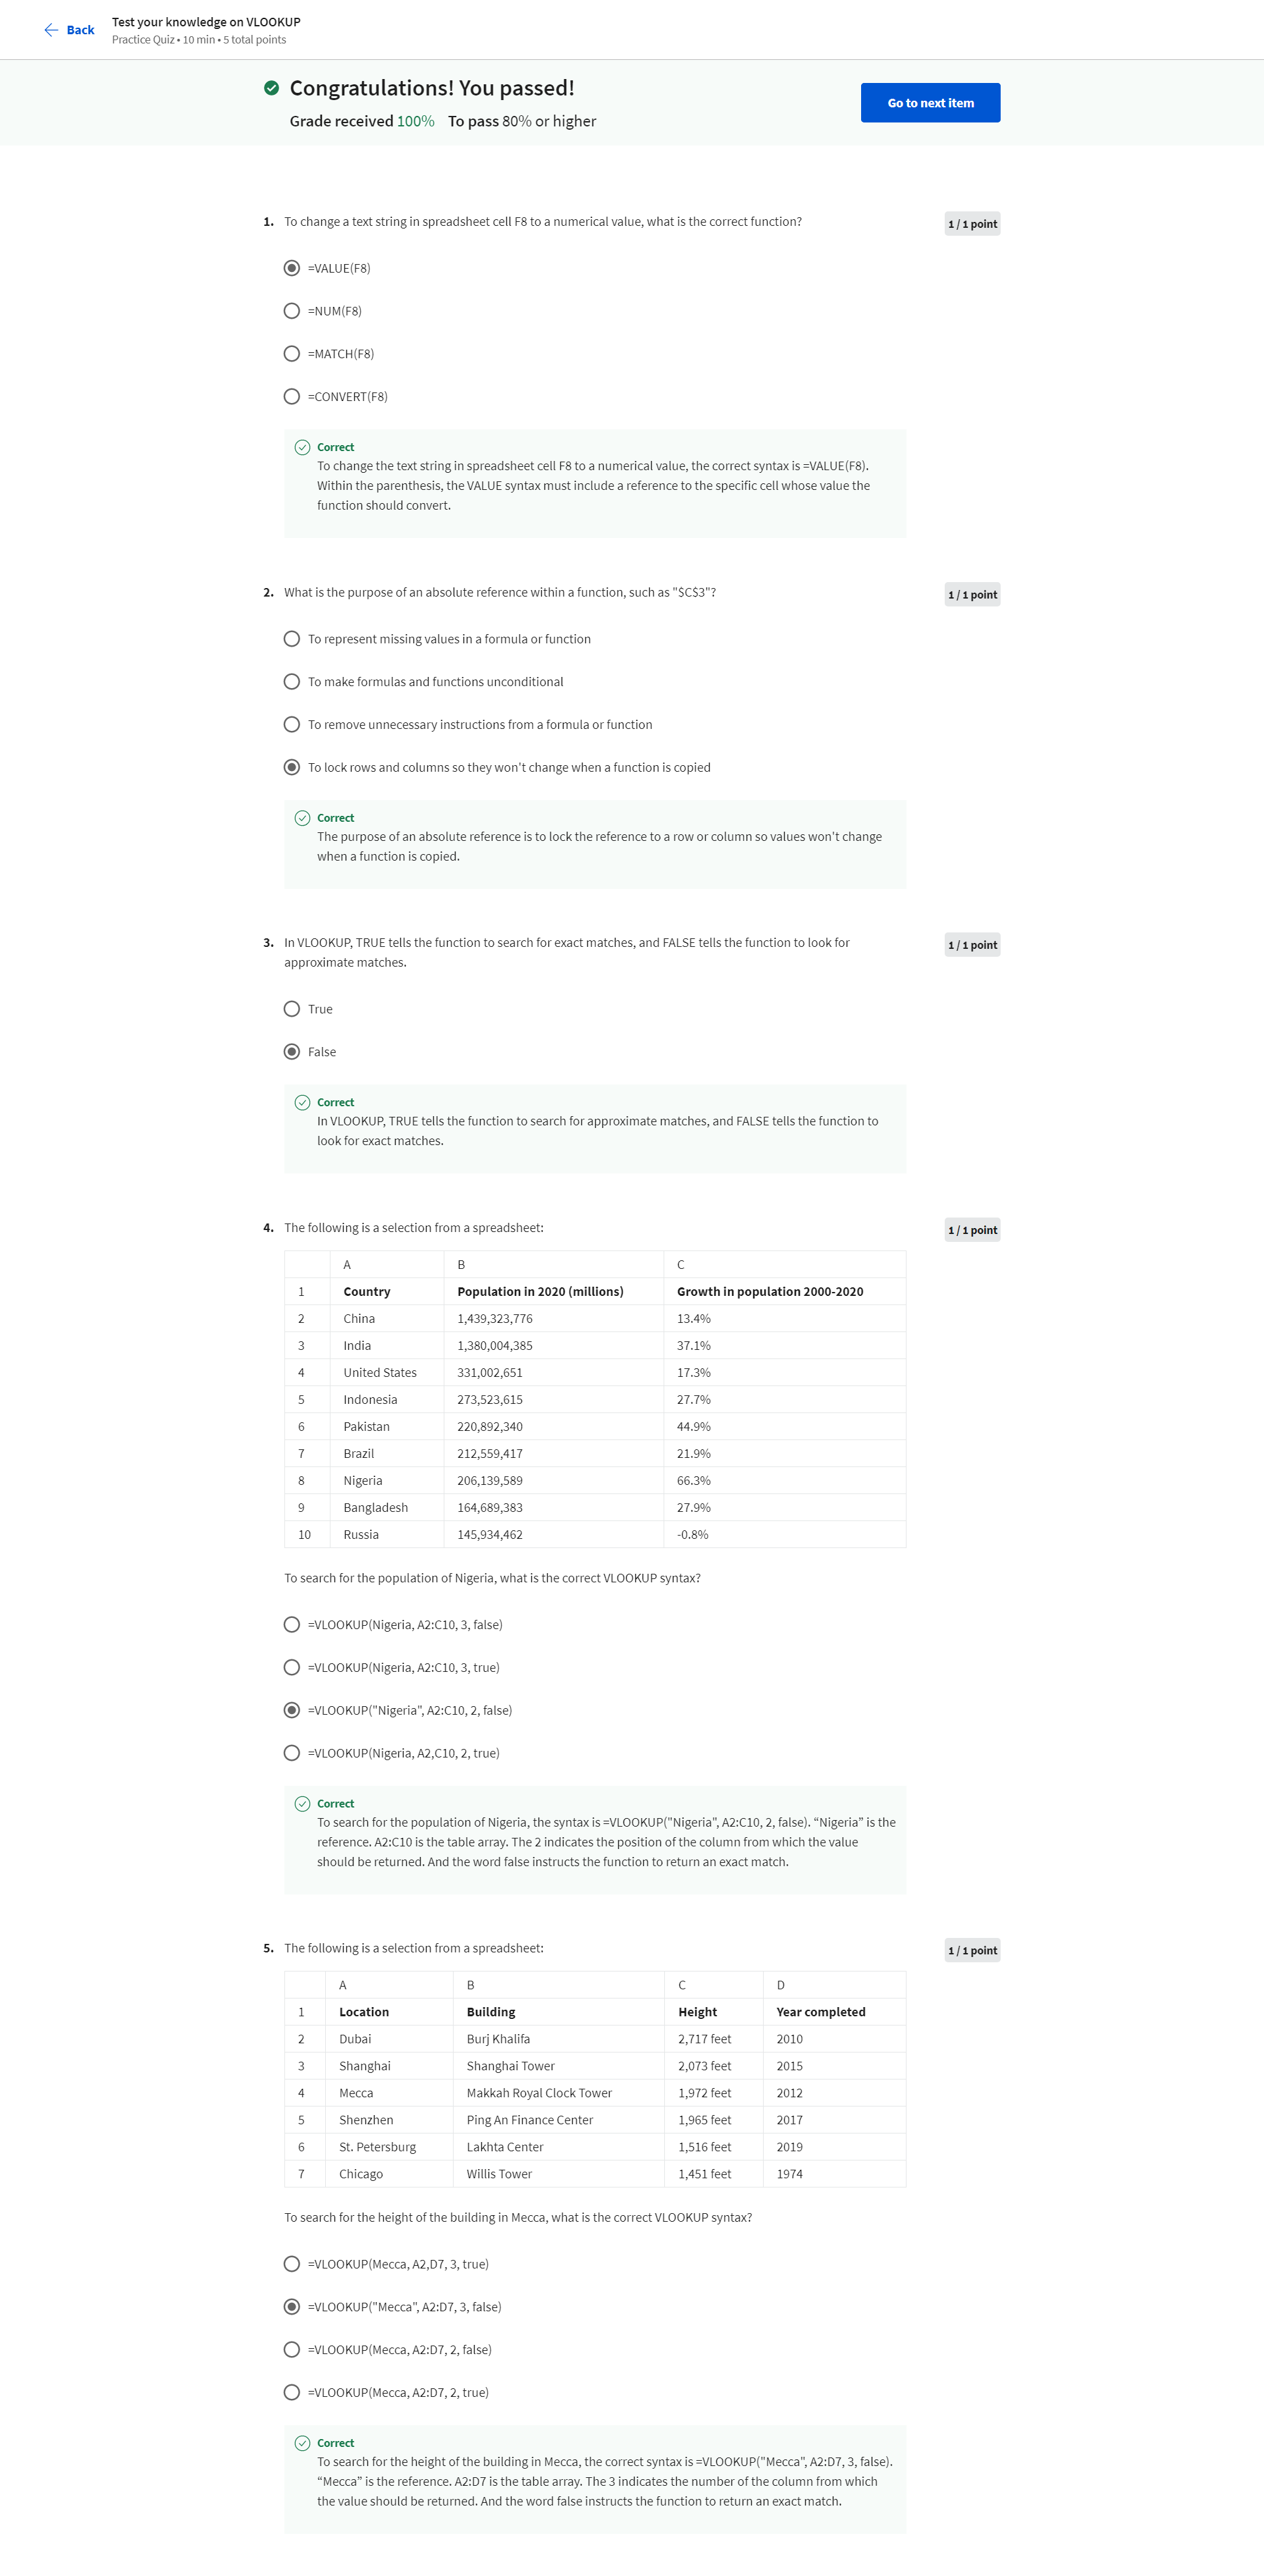 Back
Test your knowledge on VLOOKUP
Practice Quiz • 10 min • 5 total points
Congratulations! You passed!
Grade received 100% To pass 80% or higher
Go to next item
1. To change a text string in spreadsheet cell F8 to a numerical value, what is the correct function?
1 / 1 point
=VALUE(F8)
=NUM(F8)
=MATCH(F8)
=CONVERT(F8)
Correct
To change the text string in spreadsheet cell F8 to a numerical value, the correct syntax is =VALUE(F8).
Within the parenthesis, the VALUE syntax must include a reference to the specific cell whose value the
function should convert.
2. What is the purpose of an absolute reference within a function, such as "$C$3"?
1 / 1 point
To represent missing values in a formula or function
To make formulas and functions unconditional
To remove unnecessary instructions from a formula or function
To lock rows and columns so they won't change when a function is copied
Correct
The purpose of an absolute reference is to lock the reference to a row or column so values won't change
when a function is copied.
3. In VLOOKUP, TRUE tells the function to search for exact matches, and FALSE tells the function to look for
approximate matches.
1 / 1 point
True
False
Correct
In VLOOKUP, TRUE tells the function to search for approximate matches, and FALSE tells the function to
look for exact matches.
4. The following is a selection from a spreadsheet:
1 / 1 point
A B C
1 Country Population in 2020 (millions) Growth in population 2000-2020
2 China 1,439,323,776 13.4%
3 India 1,380,004,385 37.1%
4 United States 331,002,651 17.3%
5 Indonesia 273,523,615 27.7%
6 Pakistan 220,892,340 44.9%
7 Brazil 212,559,417 21.9%
8 Nigeria 206,139,589 66.3%
9 Bangladesh 164,689,383 27.9%
10 Russia 145,934,462 -0.8%
To search for the population of Nigeria, what is the correct VLOOKUP syntax?
=VLOOKUP(Nigeria, A2:C10, 3, false)
=VLOOKUP(Nigeria, A2:C10, 3, true)
=VLOOKUP("Nigeria", A2:C10, 2, false)
=VLOOKUP(Nigeria, A2,C10, 2, true)
Correct
To search for the population of Nigeria, the syntax is =VLOOKUP("Nigeria", A2:C10, 2, false). “Nigeria” is the
reference. A2:C10 is the table array. The 2 indicates the position of the column from which the value
should be returned. And the word false instructs the function to return an exact match.
5. The following is a selection from a spreadsheet:
1 / 1 point
A B C D
1 Location Building Height Year completed
2 Dubai Burj Khalifa 2,717 feet 2010
3 Shanghai Shanghai Tower 2,073 feet 2015
4 Mecca Makkah Royal Clock Tower 1,972 feet 2012
5 Shenzhen Ping An Finance Center 1,965 feet 2017
6 St. Petersburg Lakhta Center 1,516 feet 2019
7 Chicago Willis Tower 1,451 feet 1974
To search for the height of the building in Mecca, what is the correct VLOOKUP syntax?
=VLOOKUP(Mecca, A2,D7, 3, true)
=VLOOKUP("Mecca", A2:D7, 3, false)
=VLOOKUP(Mecca, A2:D7, 2, false)
=VLOOKUP(Mecca, A2:D7, 2, true)
Correct
To search for the height of the building in Mecca, the correct syntax is =VLOOKUP("Mecca", A2:D7, 3, false).
“Mecca” is the reference. A2:D7 is the table array. The 3 indicates the number of the column from which
the value should be returned. And the word false instructs the function to return an exact match.